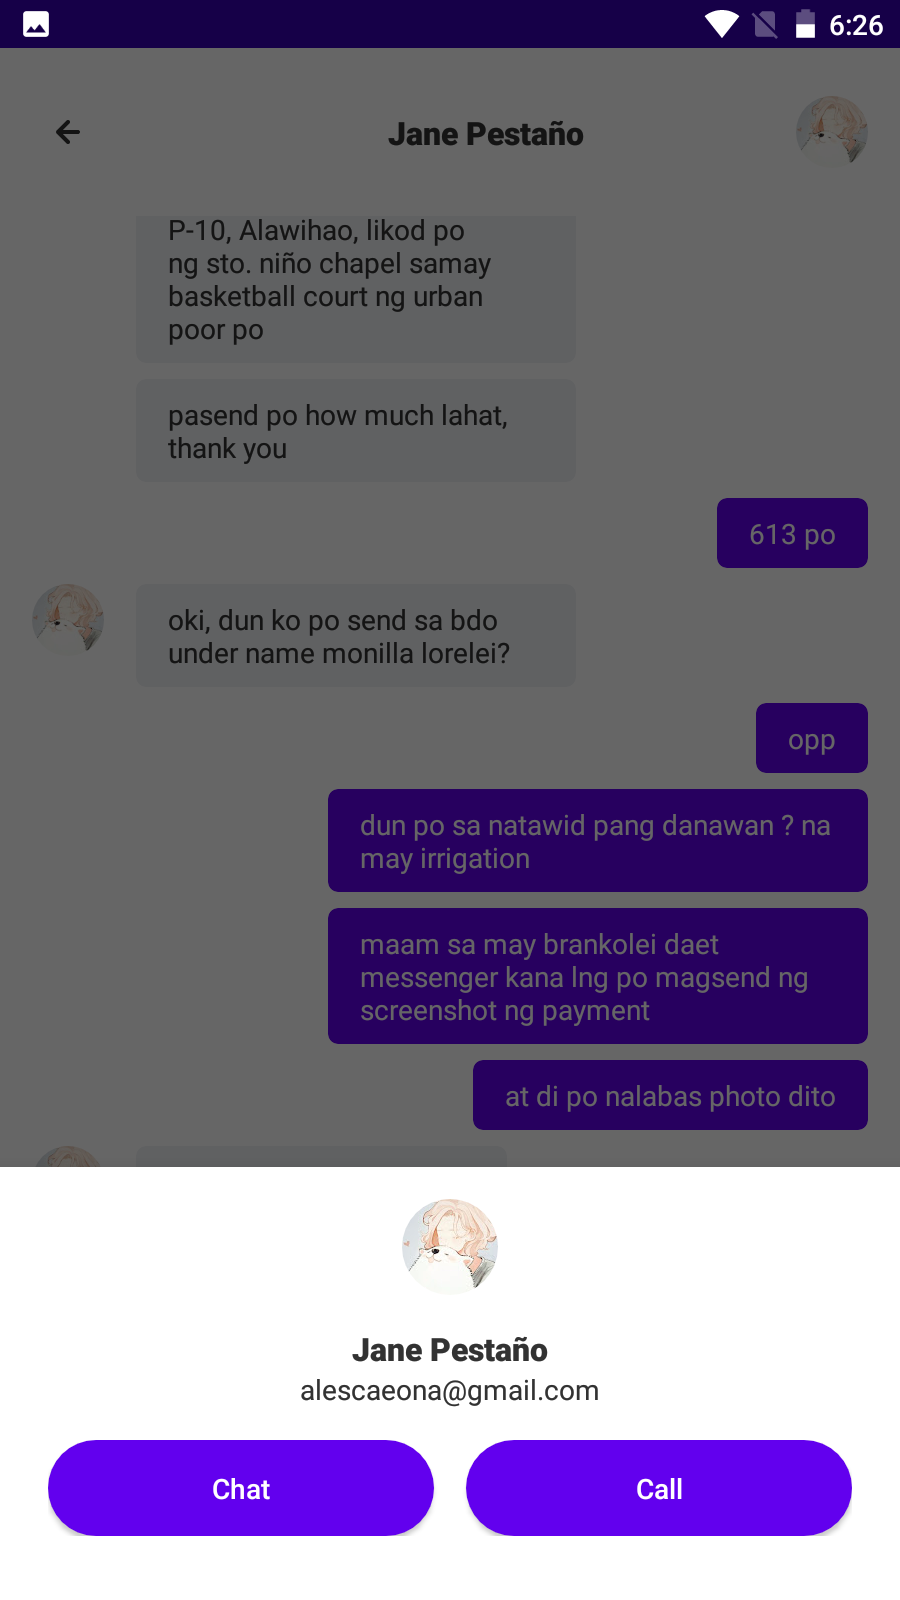 6:26
Jane Pestaño
P-10, Alawihao, likod po
ng sto. niño chapel samay
basketball court ng urban
poor po
pasend po how much lahat,
thank you
613 po
oki, dun ko po send sa bdo
under name monilla lorelei?
opp
dun po sa natawid pang danawan ? na
may irrigation
maam sa may brankolei daet
messenger kana lng po magsend ng
screenshot ng payment
at di po nalabas photo dito
Jane Pestaño
alescaeona@gmail.com
Chat
Call